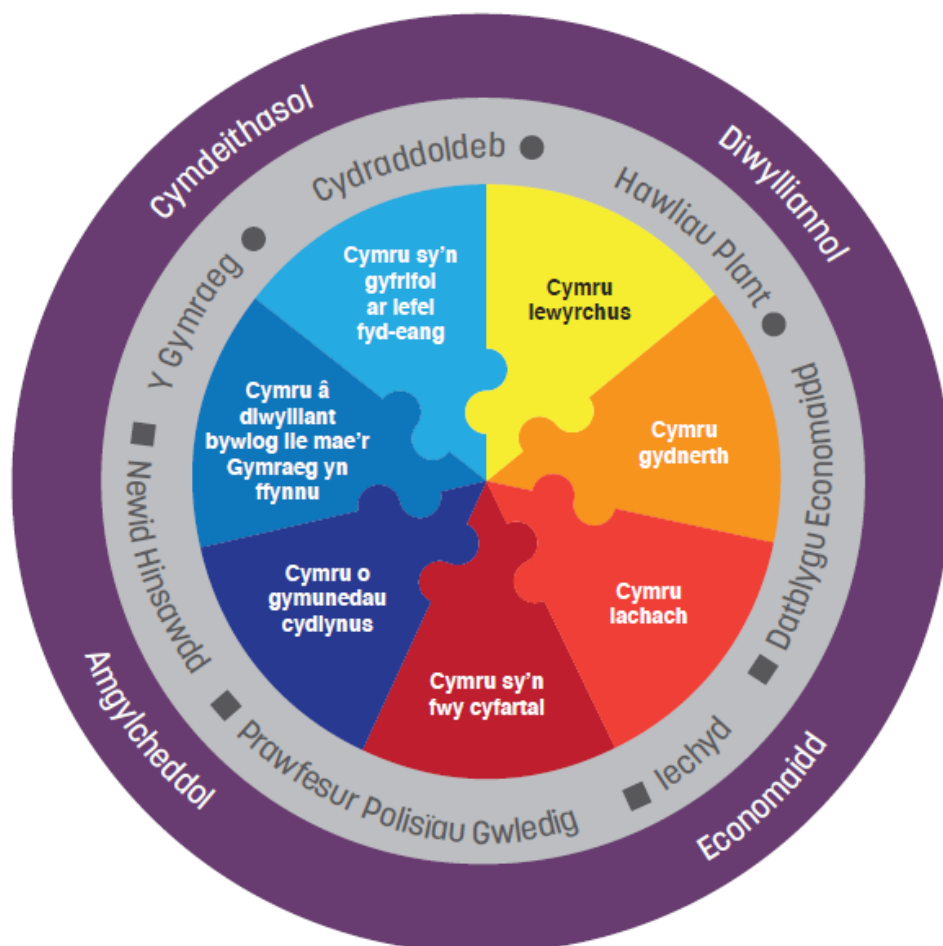 Cymdeithasol
Diwylliannol
Economaidd
Amgylcheddol
Cydraddoldeb ●
Hawliau Plant ●
Datblygu Economaidd
■ Iechyd
■ Prawfesur Polisïau Gwledig
■ Newid Hinsawdd
■ Y Gymraeg ●
Cymru
lewyrchus
Cymru
gydnerth
Cymru
lachach
Cymru sy’n
fwy cyfartal
Cymru o
gymunedau
cydlynus
Cymru â
diwylliant
bywiog lle mae’r
Gymraeg yn
ffynnu
Cymru sy’n
gyfrifol
ar lefel
fyd-eang